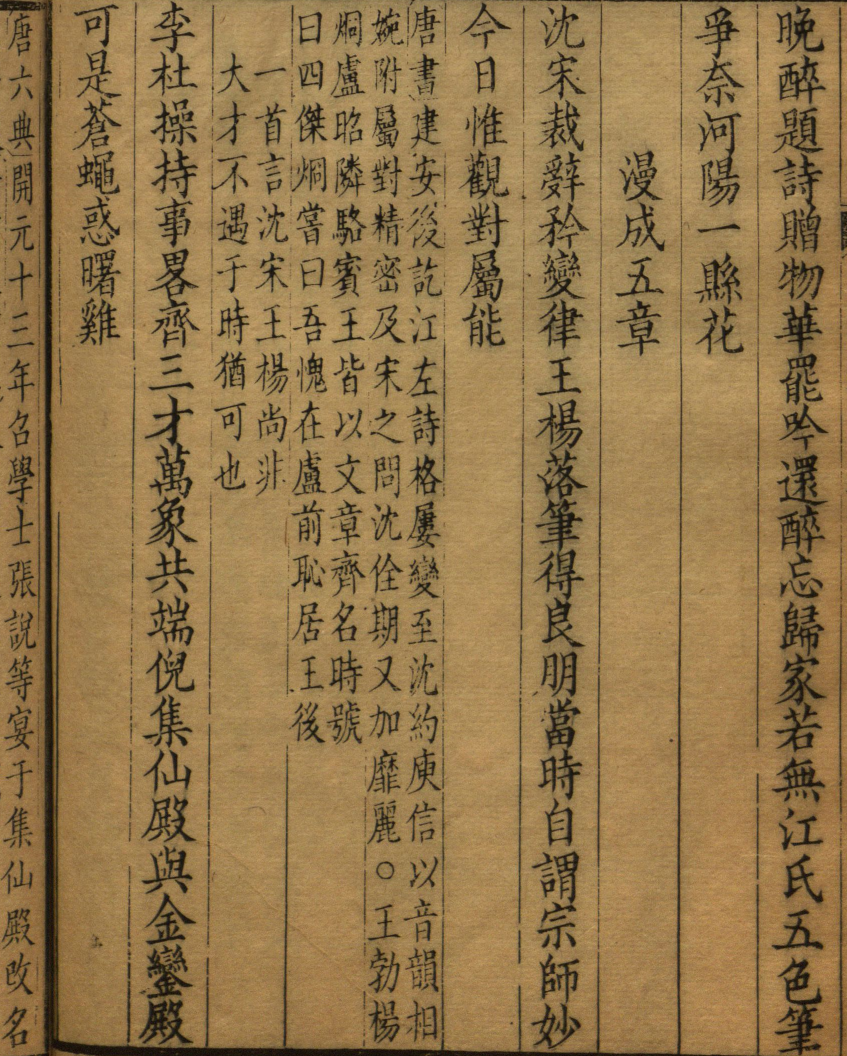 晚醉題詩贈物華罷吟還醉忘歸家若無江氏五色筆
爭奈河陽一縣花
漫成五章
沈宋裁辭矜變律王楊落筆得良朋當時自謂宗師妙
今日惟觀對屬能
唐書建安後訖江左詩格屢變至沈約庾信以音韻相
婉附屬對精密及宋之問沈佺期又加靡麗○王勃楊
烱盧昭隣駱賓王皆以文章齊名時號
曰四傑烱嘗曰吾愧在盧前恥居王後
一首言沈宋王楊尚非
大才不遇于時猶可也
李杜操持事畧齊三才萬象共端倪集仙殿與金鑾殿
可是蒼蠅惑曙雞
唐六典開元十三年召學士張說等宴于集仙殿改名